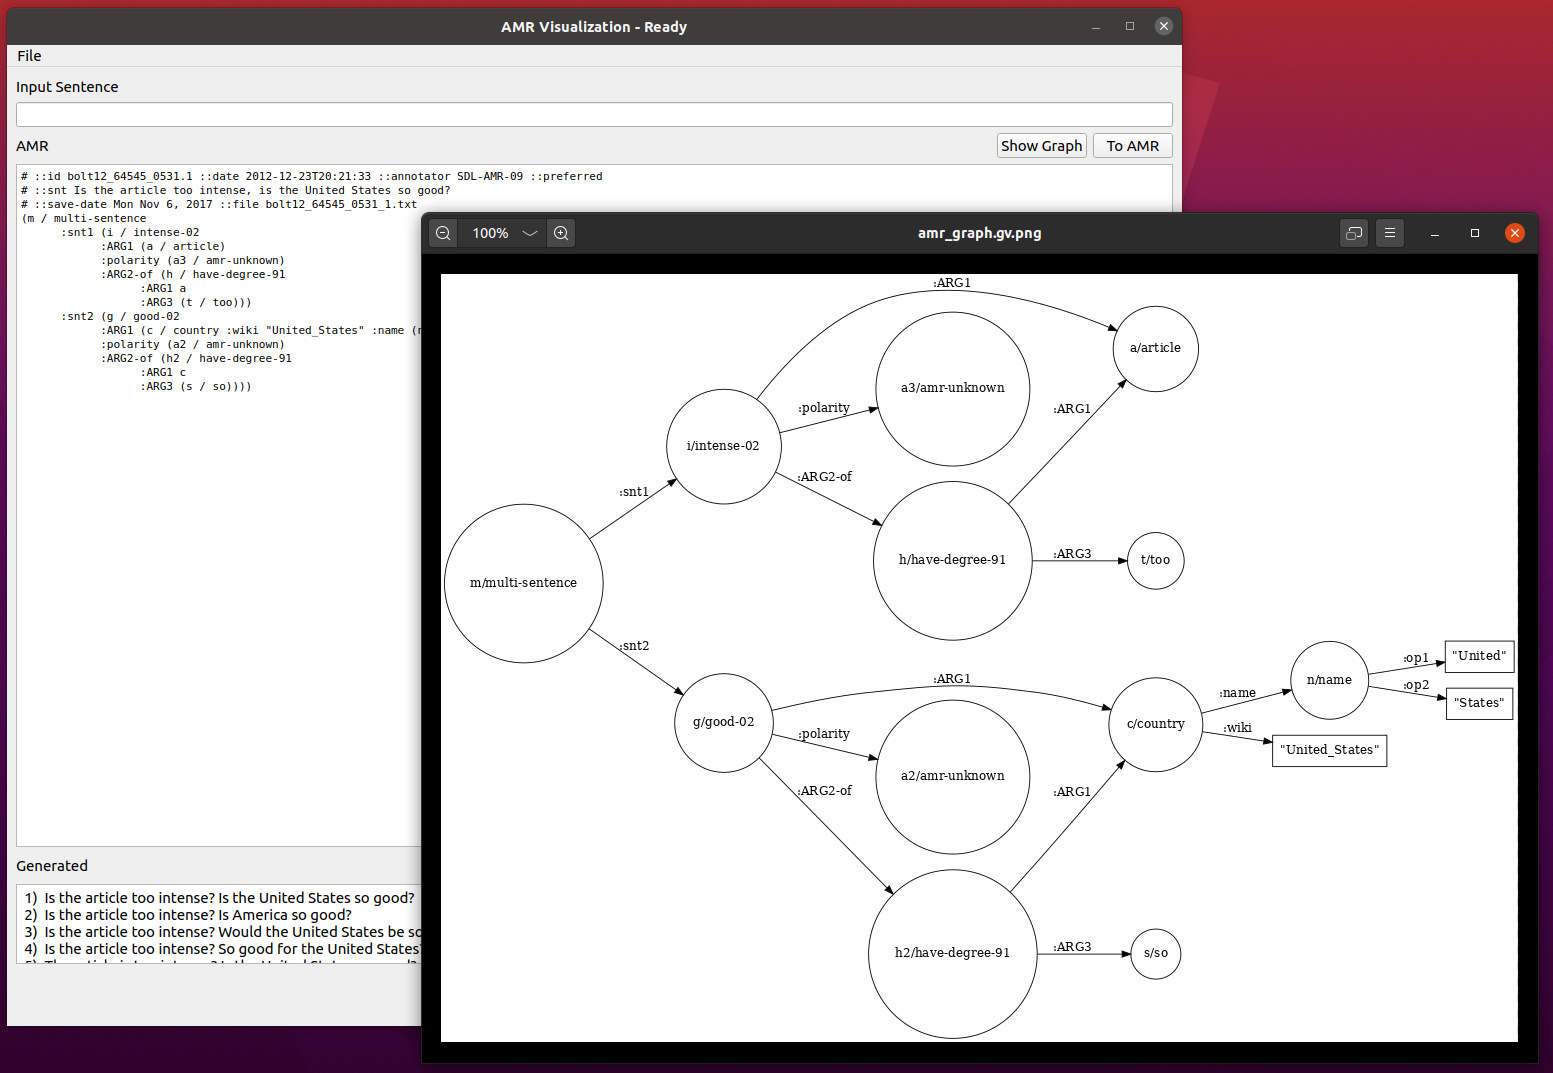 AMR Visualization - Ready
File
Input Sentence
AMR
Show Graph
To AMR
# ::id bolt12_64545_0531.1 ::date 2012-12-23T20:21:33 ::annotator SDL-AMR-09 ::preferred
# ::snt Is the article too intense, is the United States so good?
# ::save-date Mon Nov 6, 2017 ::file bolt12_64545_0531_1.txt
(m / multi-sentence
:snt1 (i / intense-02
:ARG1 (a / article)
:polarity (a3 / amr-unknown)
:ARG2-of (h / have-degree-91
:ARG1 a
:ARG3 (t / too)))
:snt2 (g / good-02
:ARG1 (c / country :wiki "United_States" :name (
:polarity (a2 / amr-unknown)
:ARG2-of (h2 / have-degree-91
:ARG1 c
:ARG3 (s / so))))
Generated
1) Is the article too intense? Is the United States so good?
2) Is the article too intense? Is America so good?
3) Is the article too intense? Would the United States be so
4) Is the article too intense? So good for the United States?
100%
amr_graph.gv.png
:ARG1
a/article
a3/amr-unknown
:polarity
:ARG1
i/intense-02
:ARG2-of
:snt1
h/have-degree-91
:ARG3
t/too
m/multi-sentence
:snt2
g/good-02
:ARG1
:polarity
a2/amr-unknown
:ARG2-of
c/country
:name
n/name
:op1
"United"
:op2
"States"
:wiki
"United_States"
:ARG1
h2/have-degree-91
:ARG3
s/so